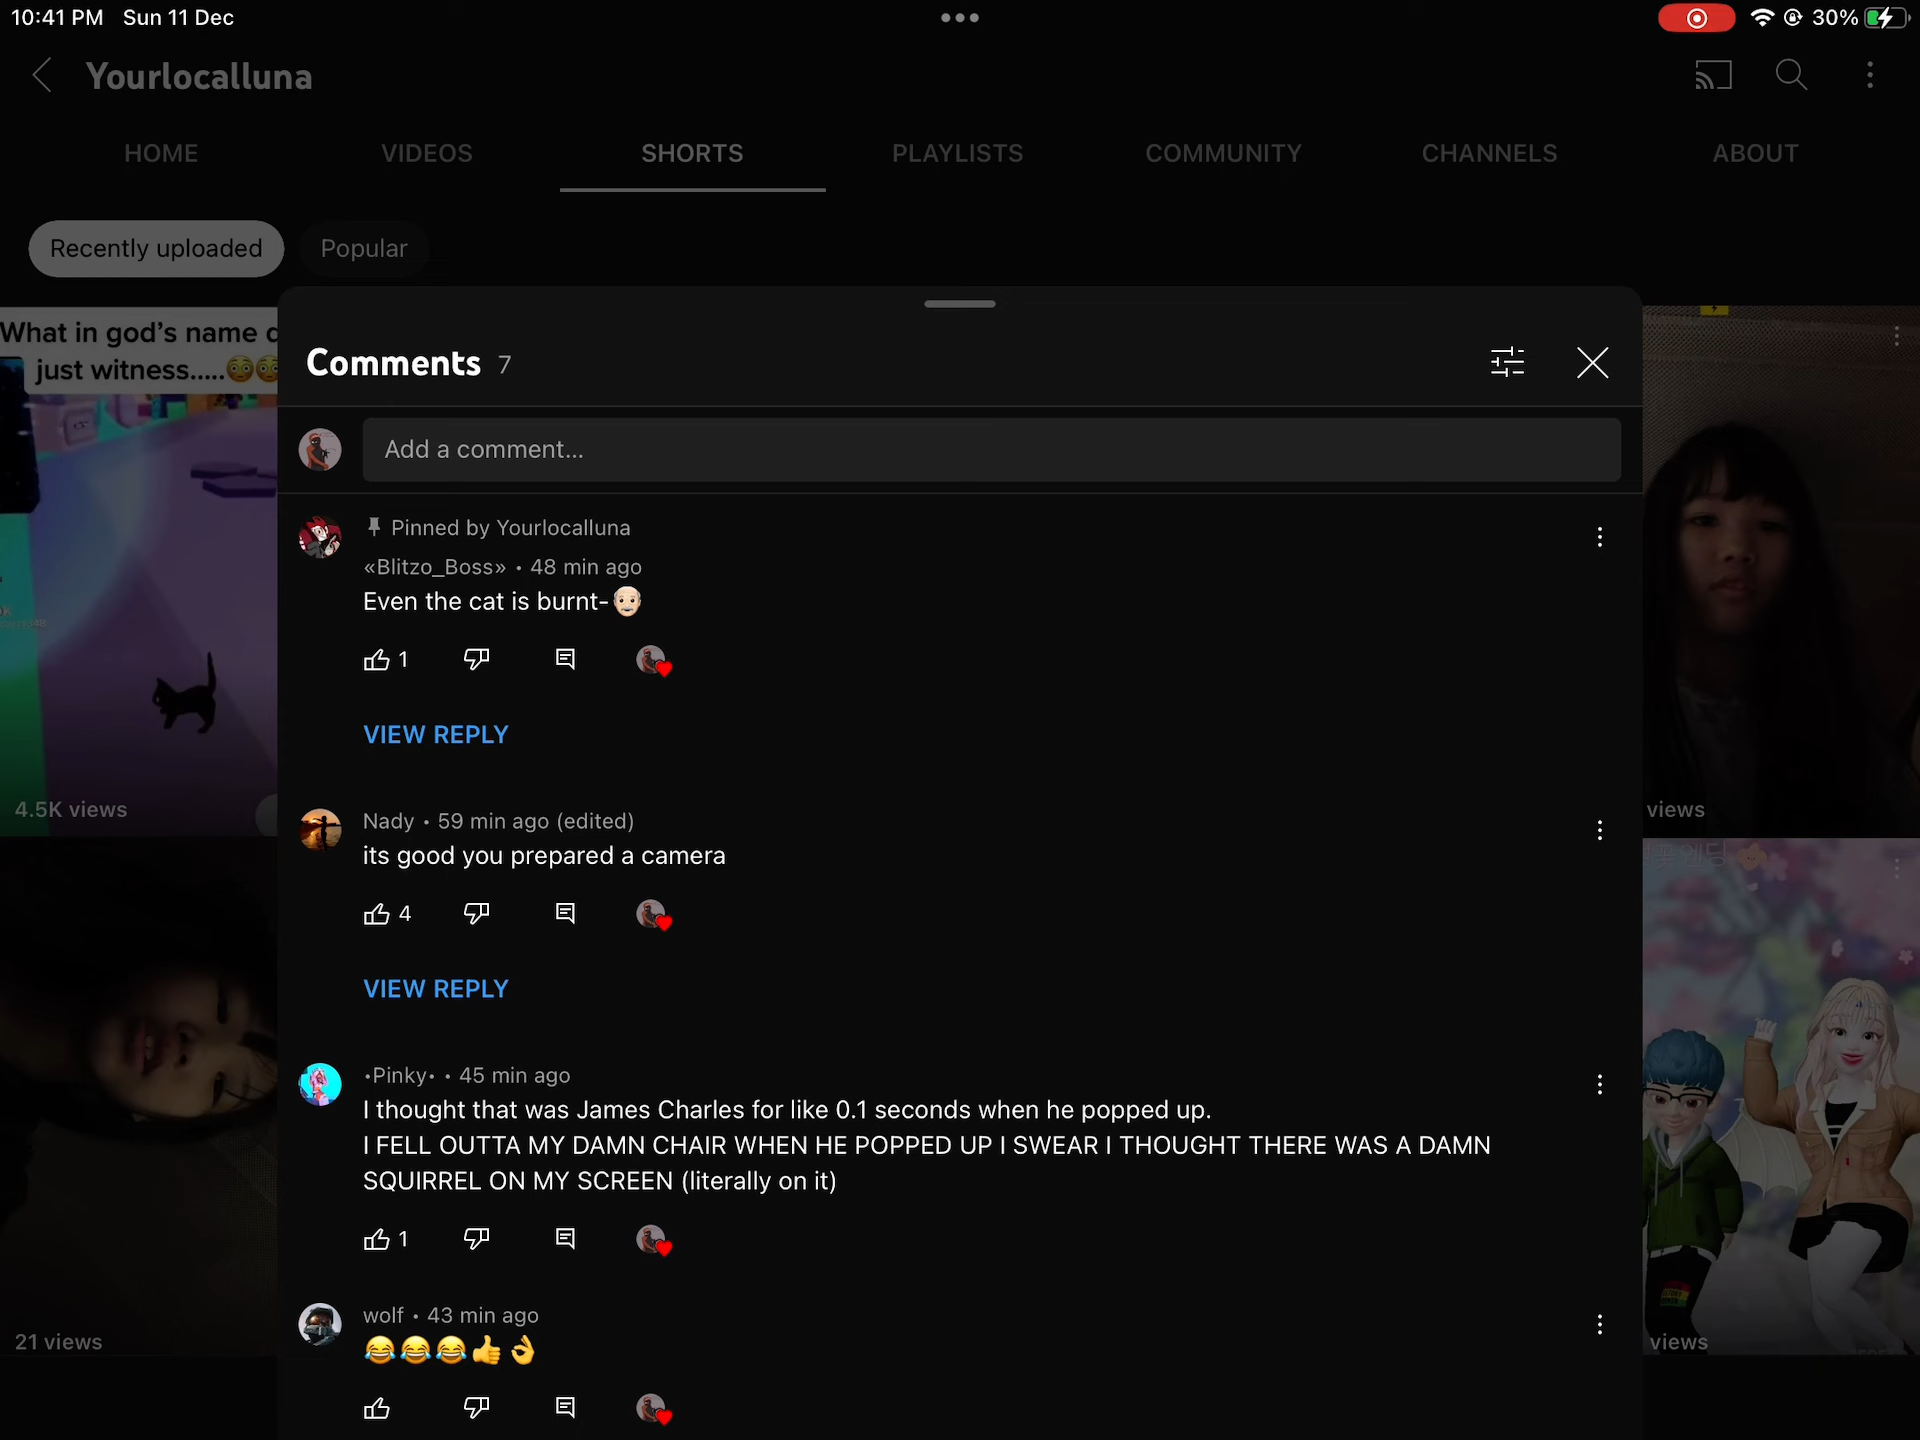 10:41 PM Sun 11 Dec
30%
Yourlocalluna
HOME
VIDEOS
SHORTS
PLAYLISTS
COMMUNITY
CHANNELS
ABOUT
Recently uploaded
Popular
What in god's name
just witness.....😳😳
4.5K views
21 views
Comments 7
Add a comment...
Pinned by Yourlocalluna
«Blitzo_Boss» • 48 min ago
Even the cat is burnt-👴🏻
1
VIEW REPLY
Nady • 59 min ago (edited)
its good you prepared a camera
4
VIEW REPLY
•Pinky• • 45 min ago
I thought that was James Charles for like 0.1 seconds when he popped up.
I FELL OUTTA MY DAMN CHAIR WHEN HE POPPED UP I SWEAR I THOUGHT THERE WAS A DAMN
SQUIRREL ON MY SCREEN (literally on it)
1
wolf • 43 min ago
😂😂😂👍👌
views
엔딩
views